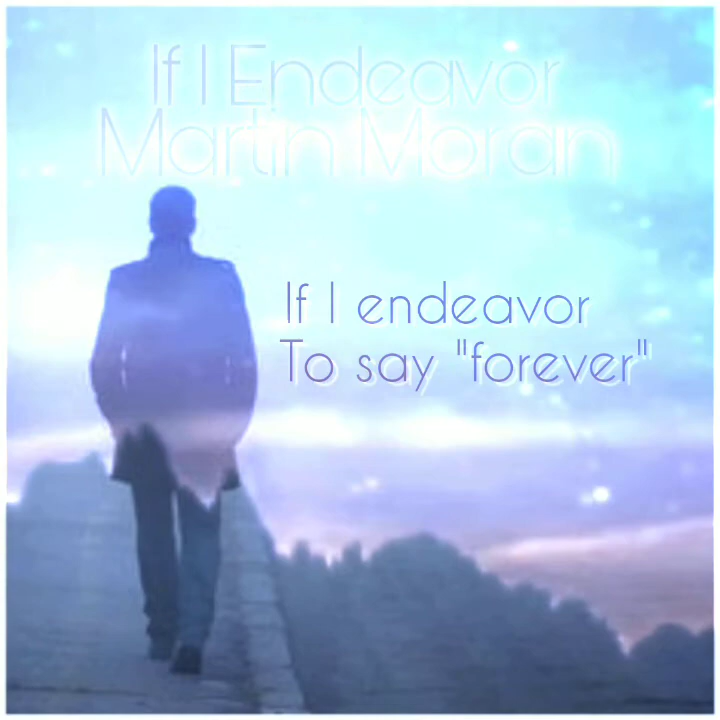 If I Endeavor
Martin Moran
If I endeavor
To say "forever"